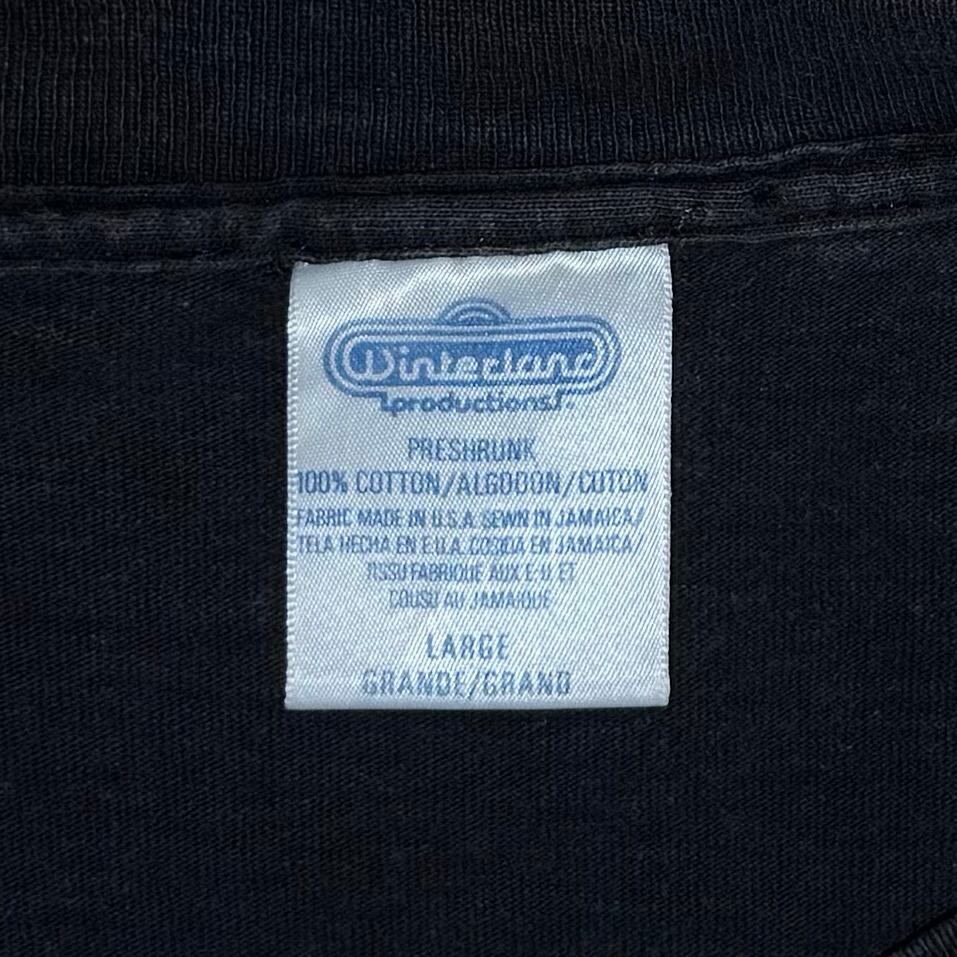 Winterland
productions
PRESHRUNK
100% COTTON/ALGODON/COTON
FABRIC MADE IN U.S.A. SEWN IN JAMAICA/
TELA HECHA EN E.U.A. COSIDA EN JAMAICA/
TISSU FABRIQUE AUX E-U ET
COUSU AU JAMAIQUE
LARGE
GRANDE/GRAND